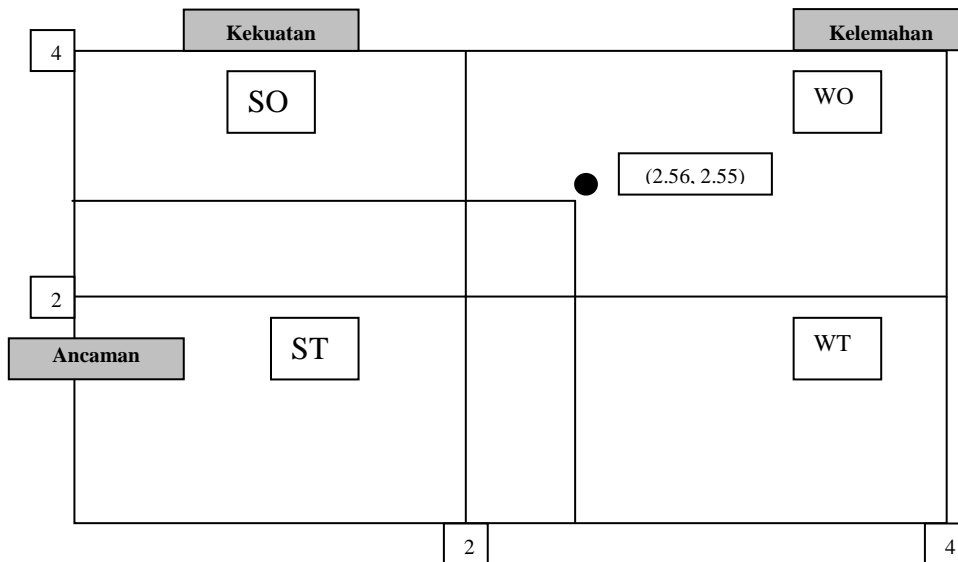 Kekuatan
Kelemahan
4
SO
WO
(2.56, 2.55)
2
ST
WT
Ancaman
2
4